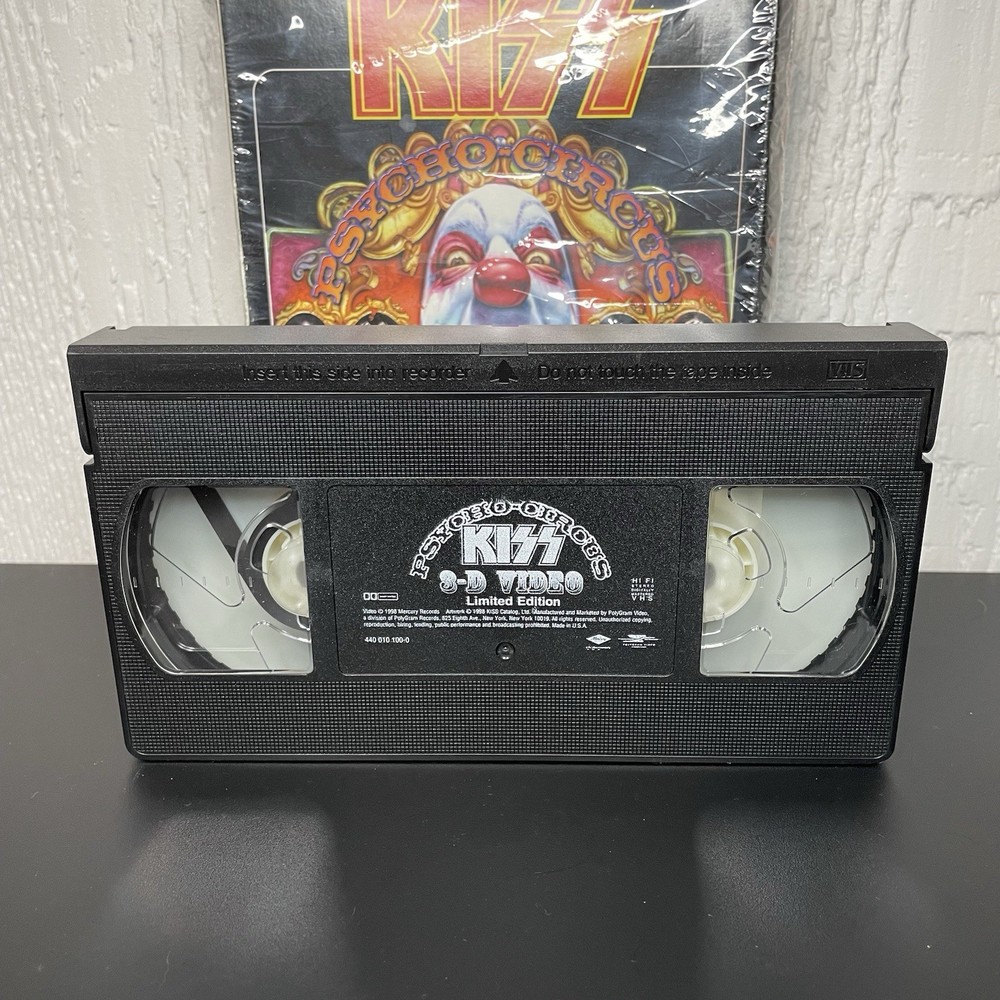 KISS
PSYCHO-CIRCUS
Insert this side into recorder Do not touch the tape inside VHS
PSYCHO-CIRCUS
KISS
3-D VIDEO
Limited Edition
HI FI
STEREO
DIGITALLY
MASTERED
VHS
Video © 1998 Mercury Records Artwork © 1998 KISS Catalog, Ltd. Manufactured and Marketed by PolyGram Video,
a division of PolyGram Records, 825 Eighth Ave., New York, New York 10019. All rights reserved. Unauthorized copying,
reproduction, hiring, lending, public performance and broadcasting prohibited. Made in U.S.A.
440 010 100-0